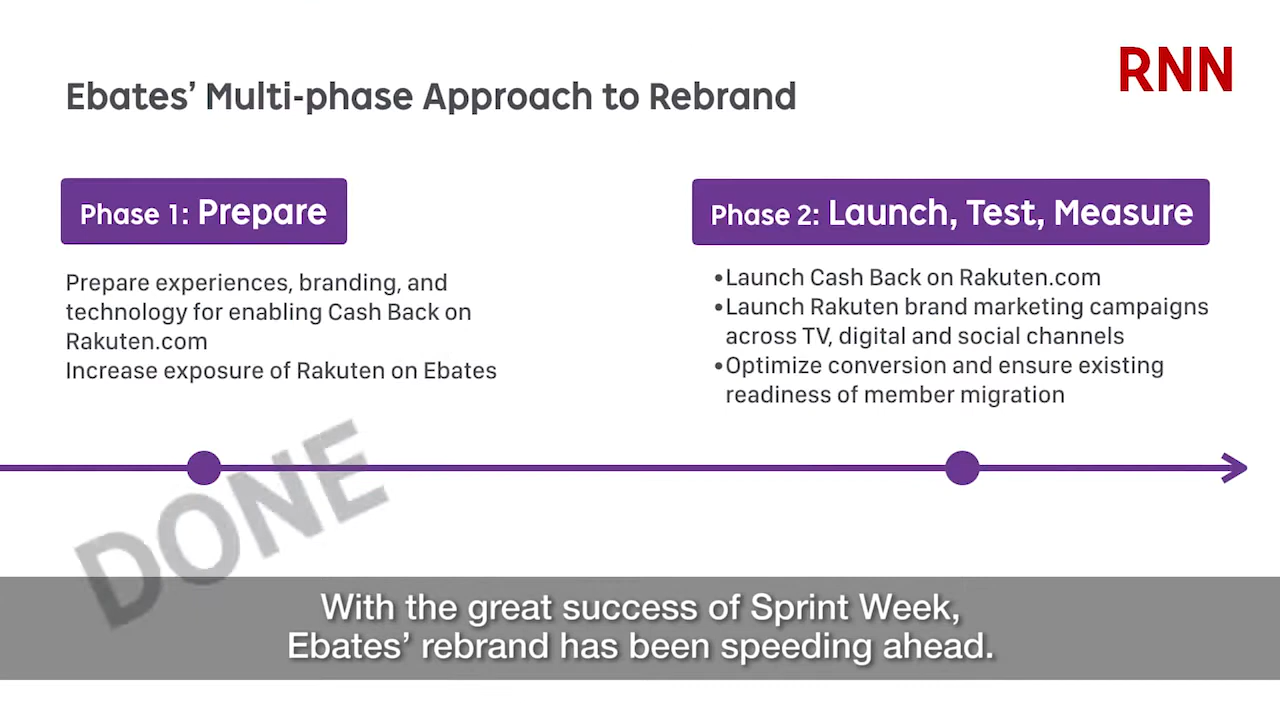 RNN
Ebates’ Multi-phase Approach to Rebrand
Phase 1: Prepare
Prepare experiences, branding, and
technology for enabling Cash Back on
Rakuten.com
Increase exposure of Rakuten on Ebates
Phase 2: Launch, Test, Measure
•Launch Cash Back on Rakuten.com
•Launch Rakuten brand marketing campaigns
across TV, digital and social channels
•Optimize conversion and ensure existing
readiness of member migration
DONE
With the great success of Sprint Week,
Ebates’ rebrand has been speeding ahead.